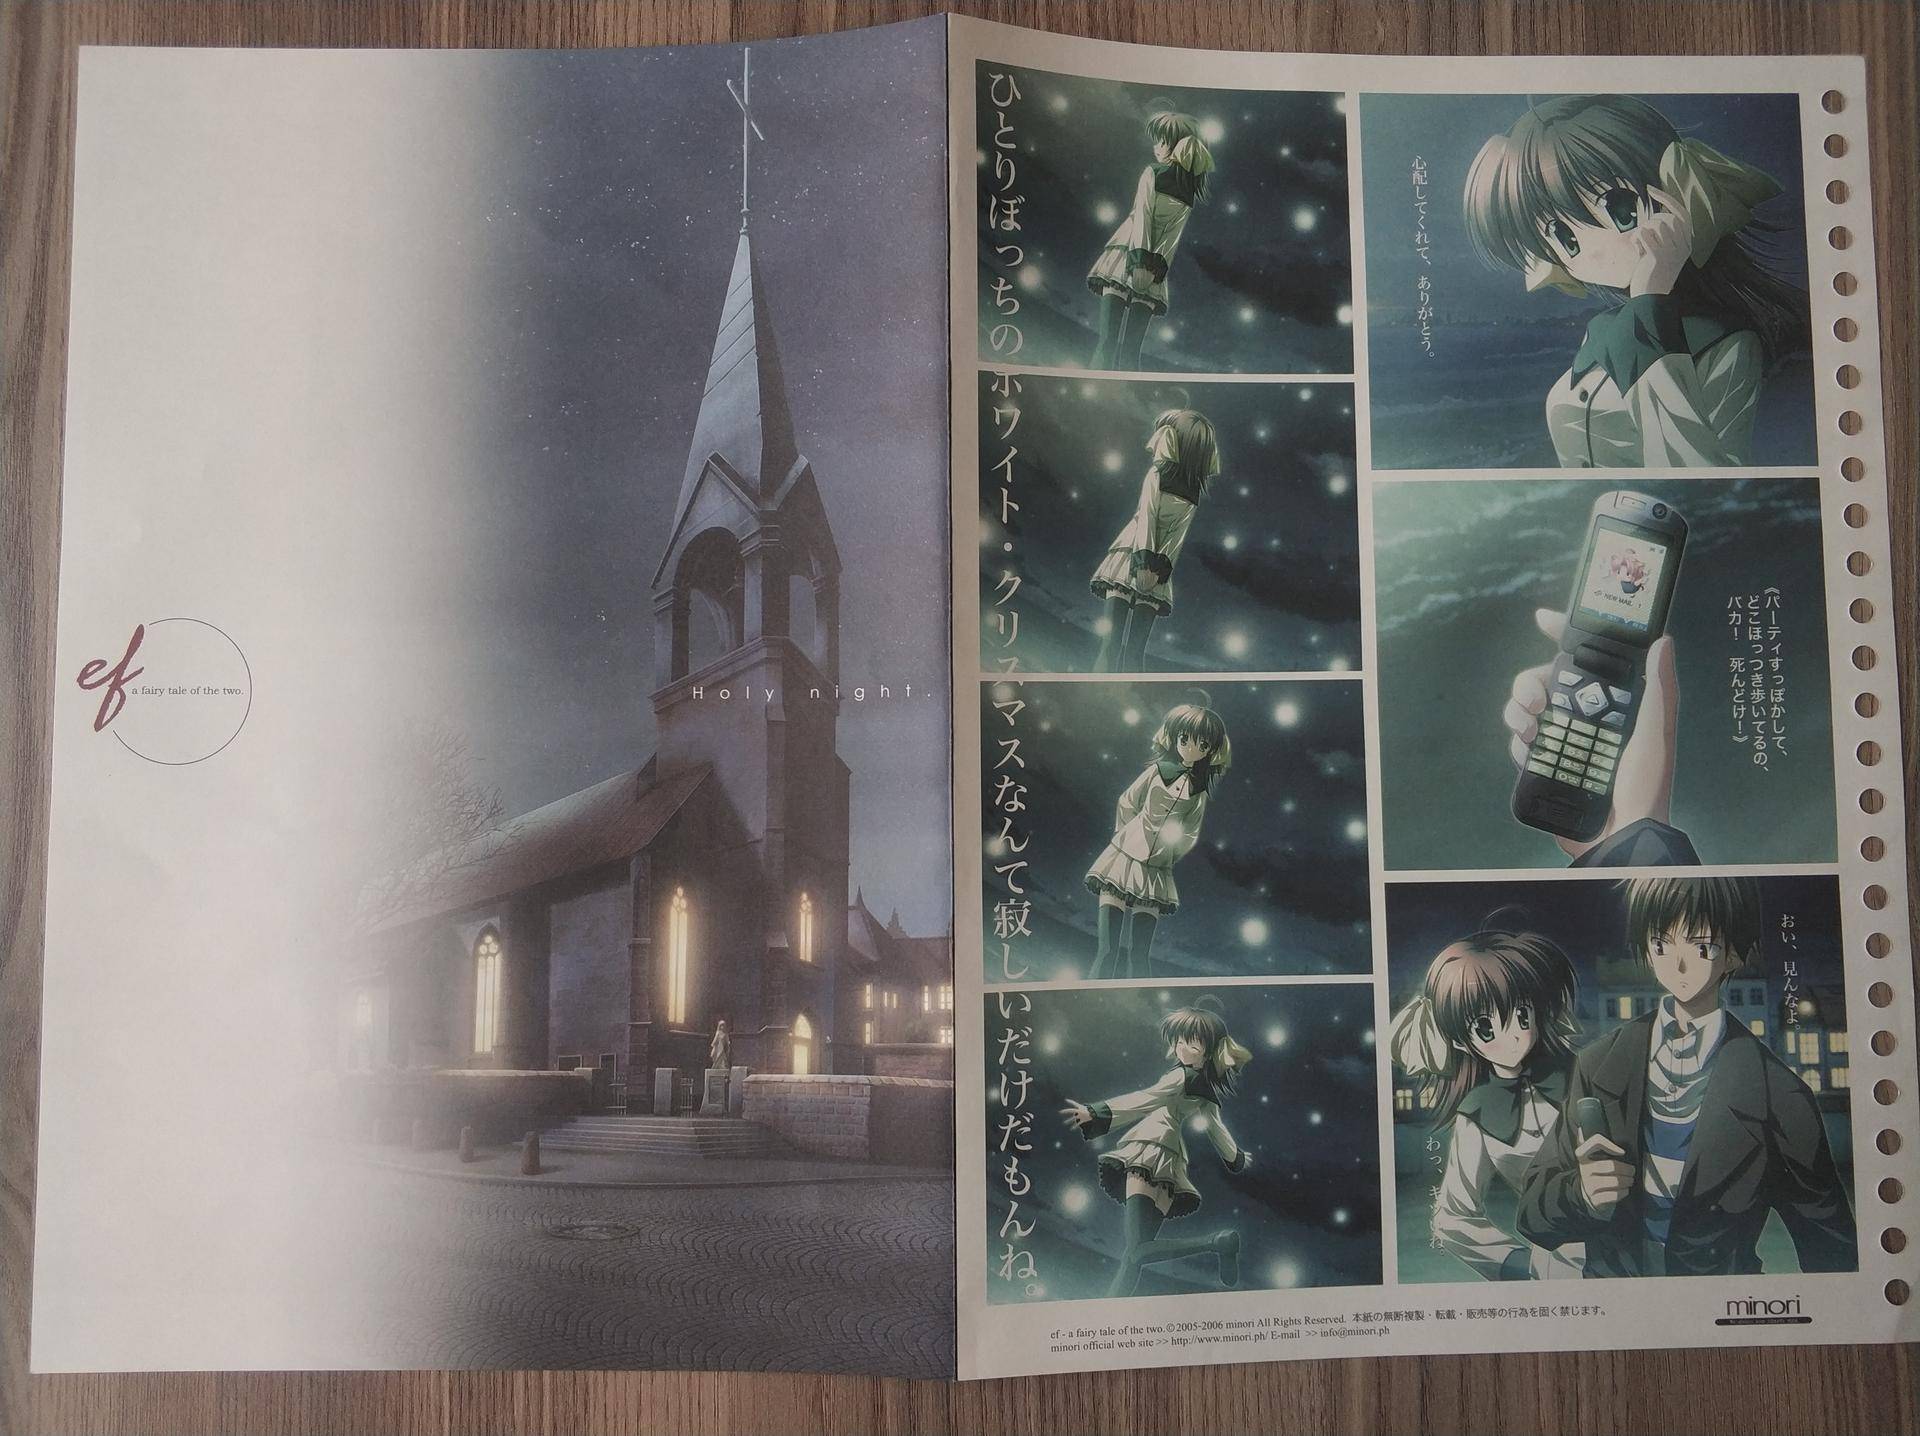 ef
a fairy tale of the two.
Holy night.
ひとりぼっちのホワイト・クリスマスなんて寂しいだけだもんね。
心配してくれて、ありがとう。
NEW MAIL
《パーティすっぽかして、
どこほっつき歩いてるの、
バカ！ 死んどけ！》
おい、見んなよ。
わっ、キレイね。
ef - a fairy tale of the two.©2005-2006 minori All Rights Reserved. 本紙の無断複製・転載・販売等の行為を固く禁じます。
minori official web site >> http://www.minori.ph/ E-mail >> info@minori.ph
minori